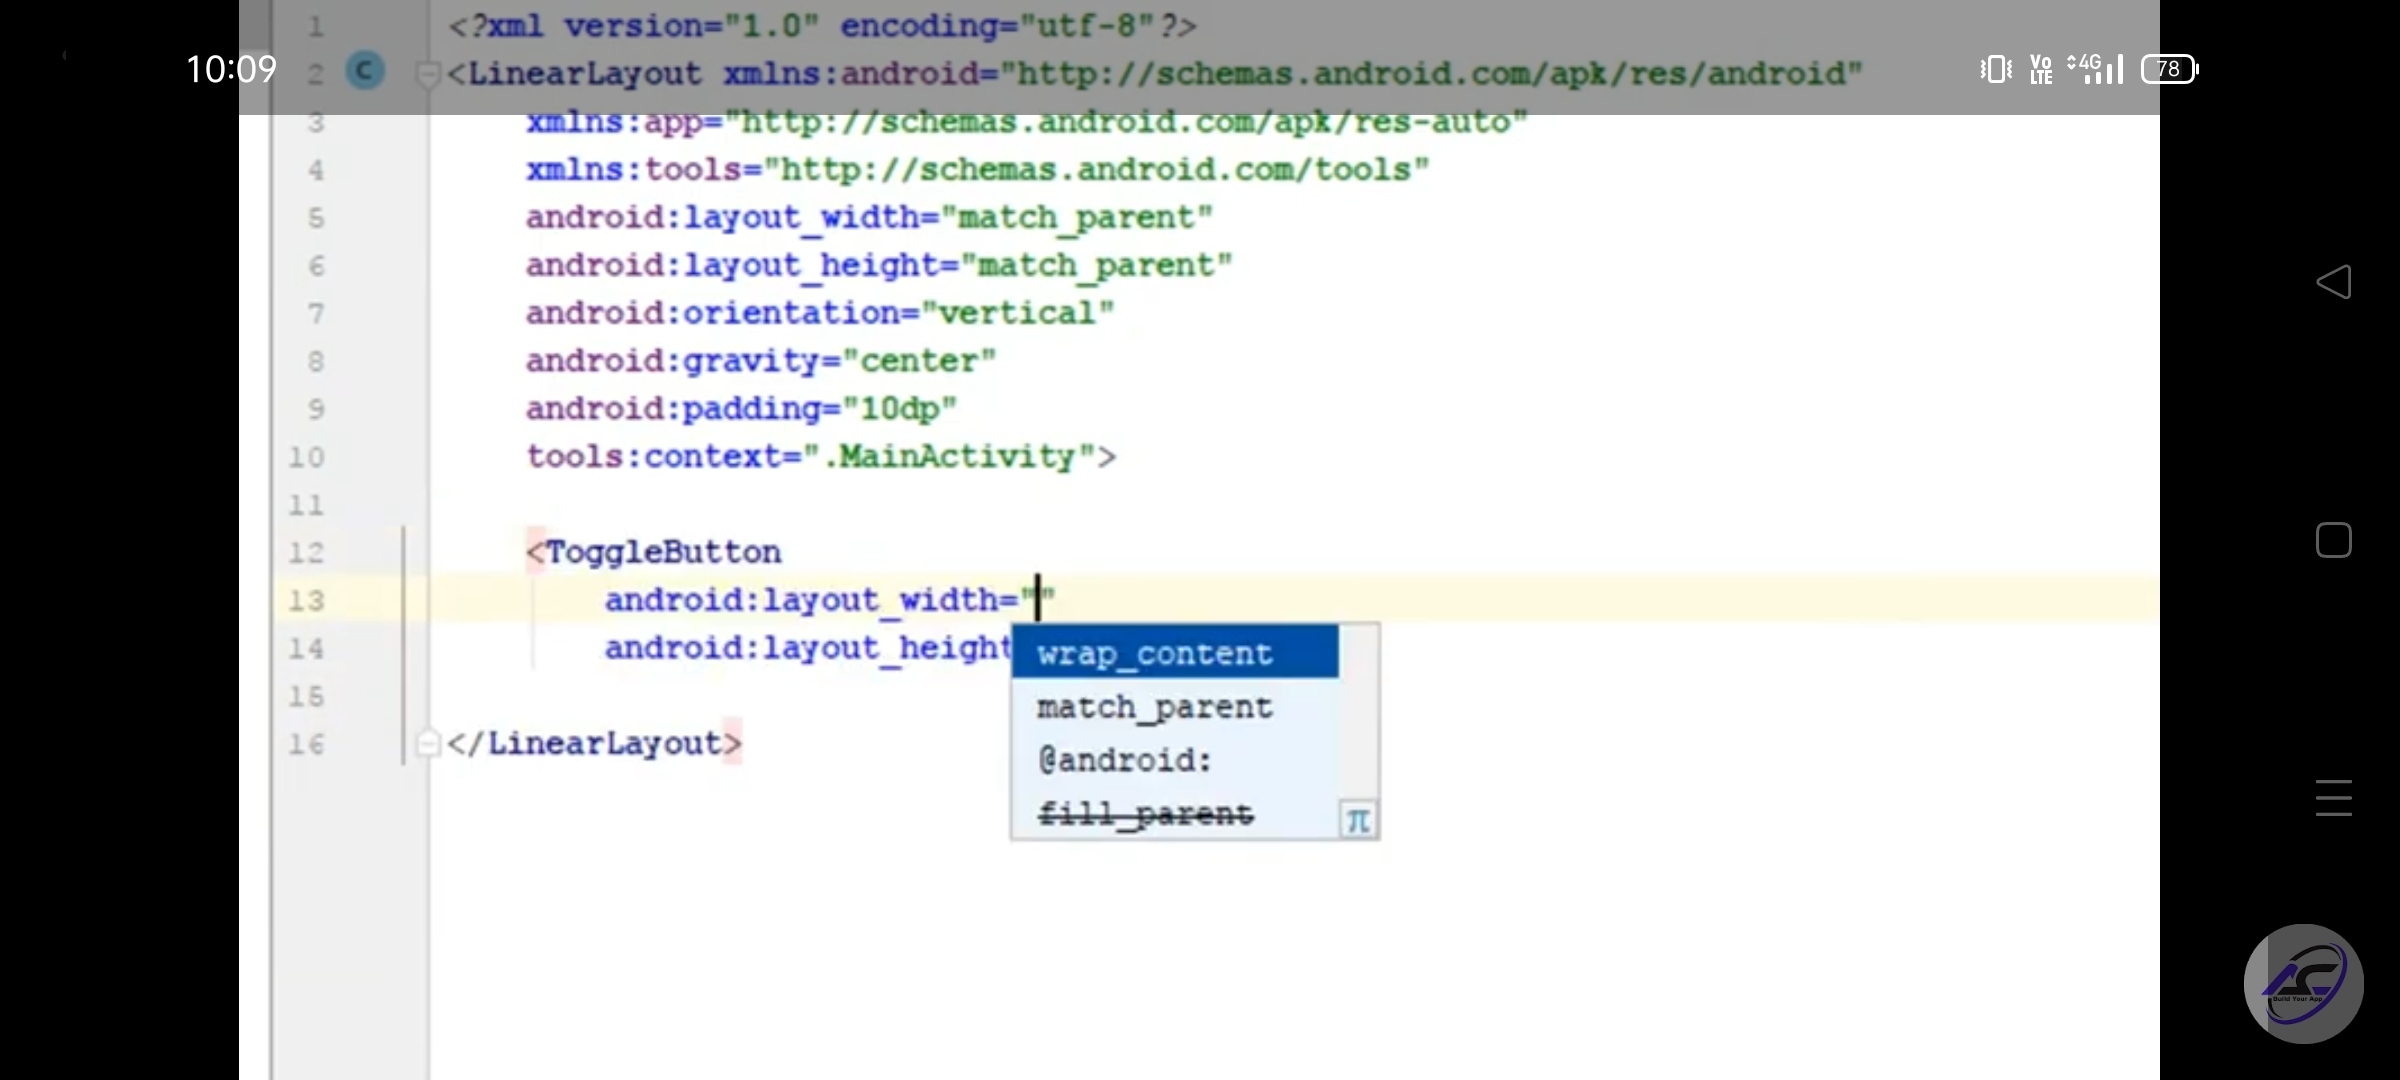 10:09
Vo LTE 4G 78
1 <?xml version="1.0" encoding="utf-8"?>
2 C <LinearLayout xmlns:android="http://schemas.android.com/apk/res/android"
3 xmlns:app="http://schemas.android.com/apk/res-auto"
4 xmlns:tools="http://schemas.android.com/tools"
5 android:layout_width="match_parent"
6 android:layout_height="match_parent"
7 android:orientation="vertical"
8 android:gravity="center"
9 android:padding="10dp"
10 tools:context=".MainActivity">
11
12 <ToggleButton
13 android:layout_width=""
14 android:layout_height
wrap_content
match_parent
@android:
fill_parent
π
15
16 </LinearLayout>
Build Your App